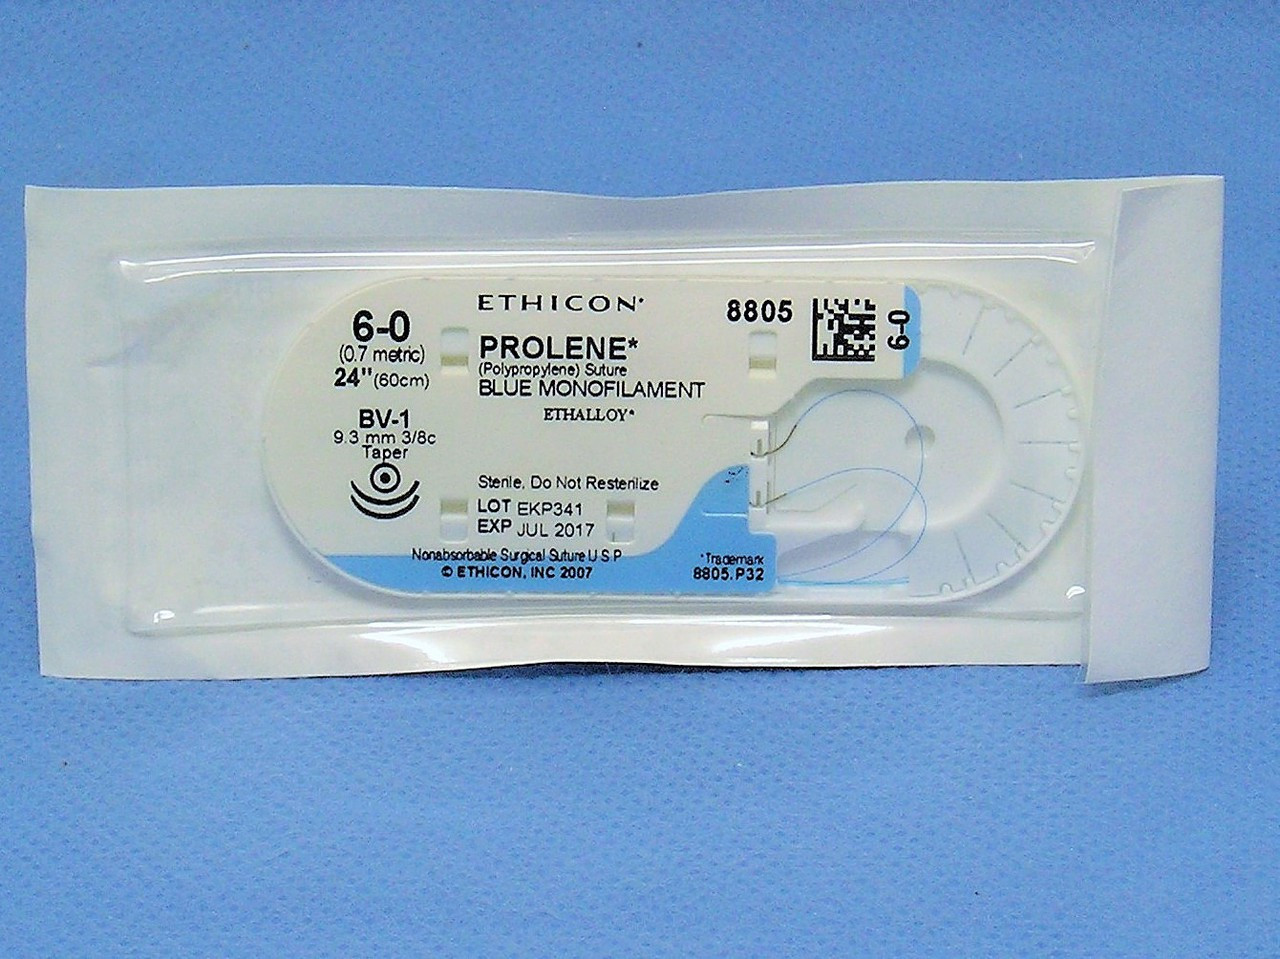 ETHICON*
8805
6-0
6-0
(0.7 metric)
24" (60cm)
PROLENE*
(Polypropylene) Suture
BLUE MONOFILAMENT
ETHALLOY*
BV-1
9.3 mm 3/8c
Taper
Sterile, Do Not Resterilize
LOT EKP341
EXP JUL 2017
Nonabsorbable Surgical Suture U S P
© ETHICON, INC 2007
*Trademark
8805.P32